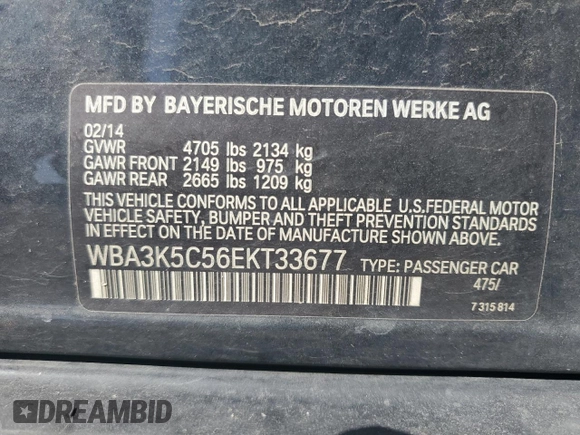 MFD BY BAYERISCHE MOTOREN WERKE AG
02/14
GVWR 4705 lbs 2134 kg
GAWR FRONT 2149 lbs 975 kg
GAWR REAR 2665 lbs 1209 kg
THIS VEHICLE CONFORMS TO ALL APPLICABLE U.S.FEDERAL MOTOR
VEHICLE SAFETY, BUMPER AND THEFT PREVENTION STANDARDS
IN EFFECT ON THE DATE OF MANUFACTURE SHOWN ABOVE.
WBA3K5C56EKT33677 TYPE: PASSENGER CAR
475/
7 315 814
DREAMBID